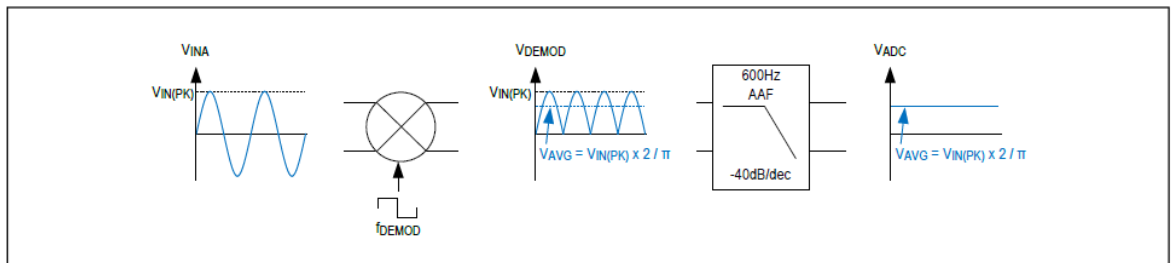 VINA
VIN(PK)
fDEMOD
VDEMOD
VIN(PK)
VAVG = VIN(PK) x 2 / π
600Hz
AAF
-40dB/dec
VADC
VAVG = VIN(PK) x 2 / π